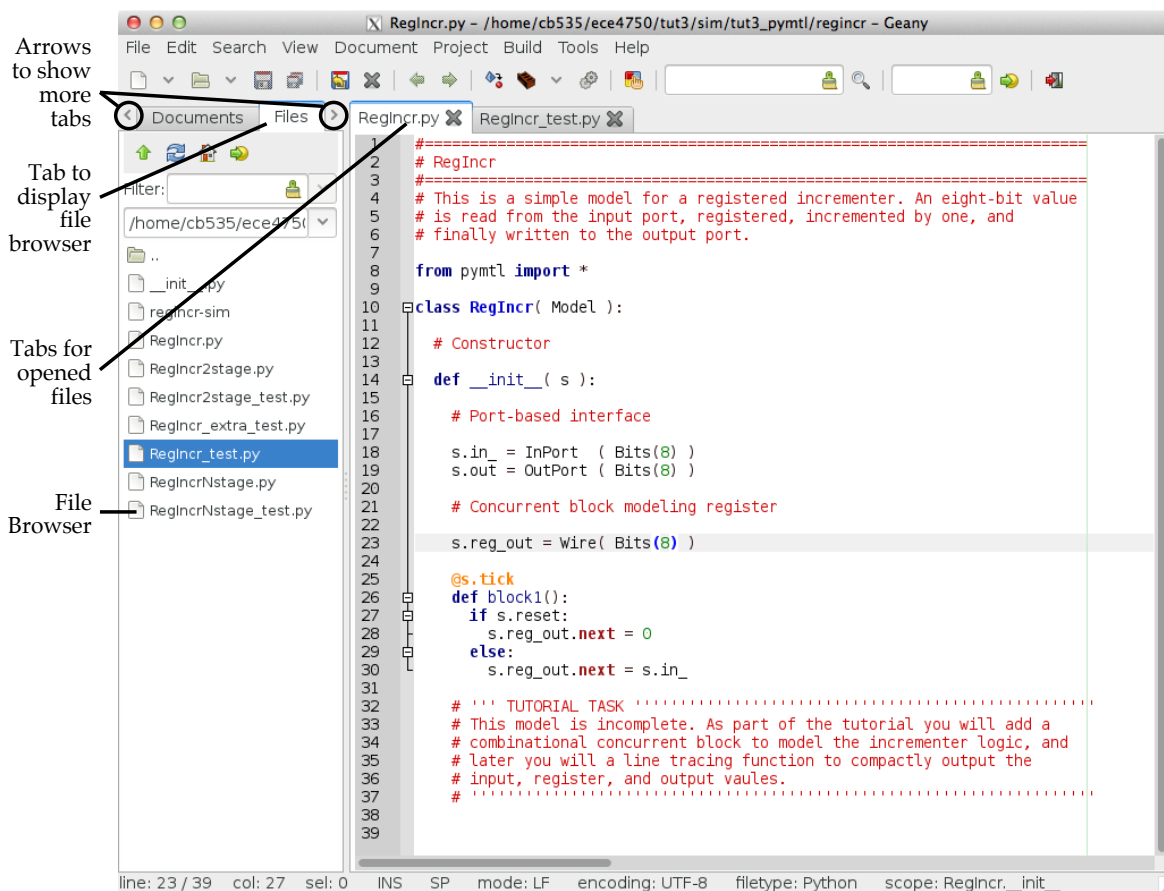 RegIncr.py – /home/cb535/ece4750/tut3/sim/tut3_pymtl/regincr – Geany
File Edit Search View Document Project Build Tools Help
Arrows
to show
more
tabs
Tab to
display
file
browser
Tabs for
opened
files
File
Browser
Documents Files
Filter:
/home/cb535/ece4750
..
__init__.py
regincr-sim
RegIncr.py
RegIncr2stage.py
RegIncr2stage_test.py
RegIncr_extra_test.py
RegIncr_test.py
RegIncrNstage.py
RegIncrNstage_test.py
RegIncr.py RegIncr_test.py
1 #=========================================================================
2 # RegIncr
3 #=========================================================================
4 # This is a simple model for a registered incrementer. An eight-bit value
5 # is read from the input port, registered, incremented by one, and
6 # finally written to the output port.
7
8 from pymtl import *
9
10 class RegIncr( Model ):
11
12 # Constructor
13
14 def __init__( s ):
15
16 # Port-based interface
17
18 s.in_ = InPort  ( Bits(8) )
19 s.out = OutPort ( Bits(8) )
20
21 # Concurrent block modeling register
22
23 s.reg_out = Wire( Bits(8) )
24
25 @s.tick
26 def block1():
27 if s.reset:
28 s.reg_out.next = 0
29 else:
30 s.reg_out.next = s.in_
31
32 # ''' TUTORIAL TASK '''''''''''''''''''''''''''''''''''''''''''''''''''
33 # This model is incomplete. As part of the tutorial you will add a
34 # combinational concurrent block to model the incrementer logic, and
35 # later you will a line tracing function to compactly output the
36 # input, register, and output vaules.
37 # '''''''''''''''''''''''''''''''''''''''''''''''''''''''''''''''''''''
38
39
line: 23 / 39 col: 27 sel: 0 INS SP mode: LF encoding: UTF-8 filetype: Python scope: RegIncr.__init__